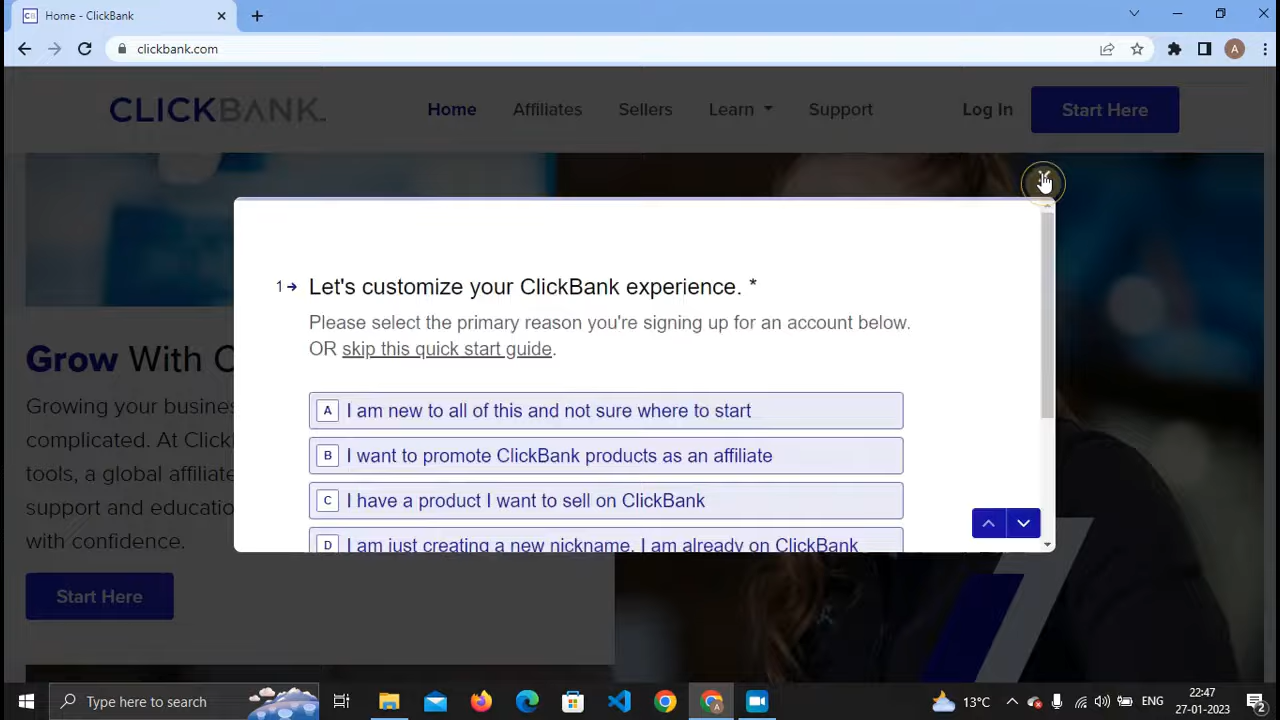 Home - ClickBank
clickbank.com
A
CLICKBANK.
Home
Affiliates
Sellers
Learn
Support
Log In
Start Here
1
Let's customize your ClickBank experience. *
Please select the primary reason you're signing up for an account below.
OR skip this quick start guide.
A I am new to all of this and not sure where to start
B I want to promote ClickBank products as an affiliate
C I have a product I want to sell on ClickBank
D I am just creating a new nickname. I am already on ClickBank
Grow With C
Growing your busines
complicated. At Click
tools, a global affiliate
support and education
with confidence.
Start Here
Type here to search
13°C
ENG
22:47
27-01-2023
2